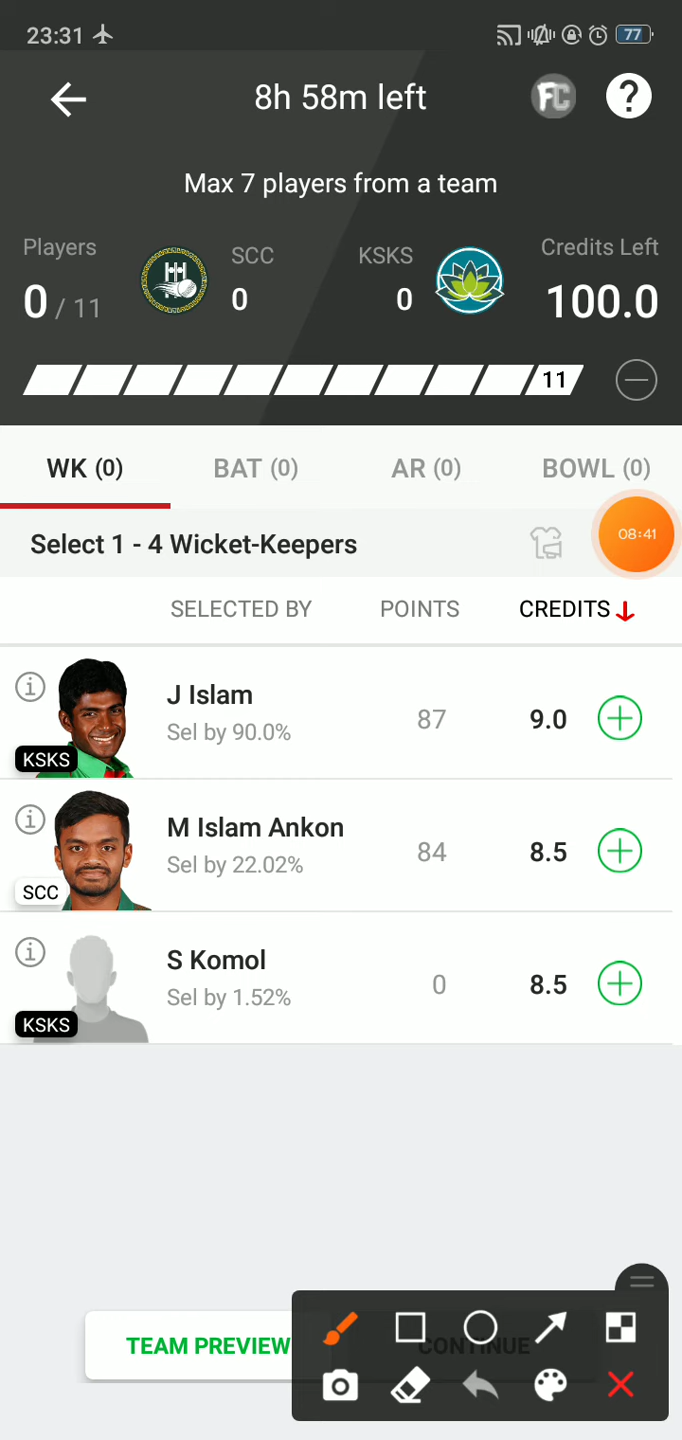 23:31
77
8h 58m left
FC
?
Max 7 players from a team
Players
SCC
KSKS
Credits Left
0 / 11
0
0
100.0
11
WK (0)
BAT (0)
AR (0)
BOWL (0)
Select 1 - 4 Wicket-Keepers
08:41
SELECTED BY
POINTS
CREDITS
J Islam
Sel by 90.0%
87
9.0
KSKS
M Islam Ankon
Sel by 22.02%
84
8.5
SCC
S Komol
Sel by 1.52%
0
8.5
KSKS
TEAM PREVIEW
CONTINUE